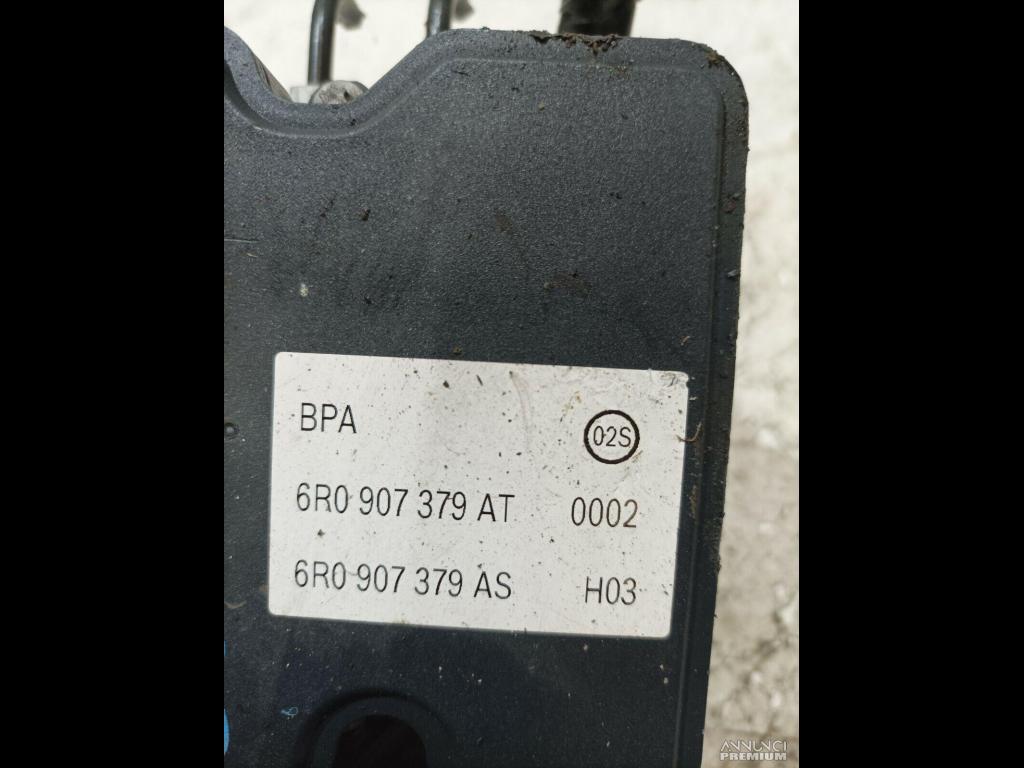 BPA 02S
6R0 907 379 AT 0002
6R0 907 379 AS H03
ANNUNCI
PREMIUM